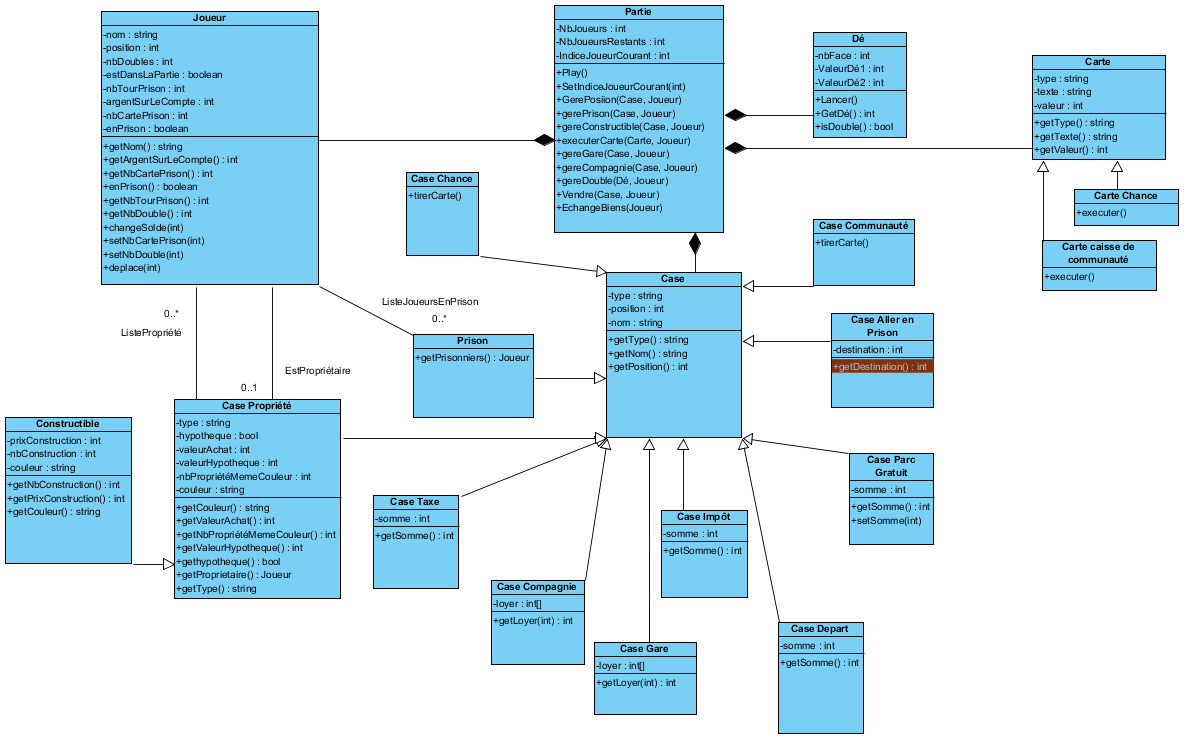 Joueur
-nom : string
-position : int
-nbDoubles : int
-estDansLaPartie : boolean
-nbTourPrison : int
-argentSurLeCompte : int
-nbCartePrison : int
-enPrison : boolean
+getNom() : string
+getArgentSurLeCompte() : int
+getNbCartePrison() : int
+enPrison() : boolean
+getNbTourPrison() : int
+getNbDouble() : int
+changeSolde(int)
+setNbCartePrison(int)
+setNbDouble(int)
+deplace(int)
Partie
-NbJoueurs : int
-NbJoueursRestants : int
-IndiceJoueurCourant : int
+Play()
+SetIndiceJoueurCourant(int)
+GerePosiion(Case, Joueur)
+gerePrison(Case, Joueur)
+gereConstructible(Case, Joueur)
+executerCarte(Carte, Joueur)
+gereGare(Case, Joueur)
+gereCompagnie(Case, Joueur)
+gereDouble(Dé, Joueur)
+Vendre(Case, Joueur)
+EchangeBiens(Joueur)
Dé
-nbFace : int
-ValeurDé1 : int
-ValeurDé2 : int
+Lancer()
+GetDé() : int
+isDouble() : bool
Carte
-type : string
-texte : string
-valeur : int
+getType() : string
+getTexte() : string
+getValeur() : int
Carte Chance
+executer()
Carte caisse de
communauté
+executer()
Case Chance
+tirerCarte()
Case Communauté
+tirerCarte()
Case
-type : string
-position : int
-nom : string
+getType() : string
+getNom() : string
+getPosition() : int
Case Aller en
Prison
-destination : int
+getDestination() : int
ListeJoueursEnPrison
0..*
Prison
+getPrisonniers() : Joueur
0..*
ListePropriété
EstPropriétaire
0..1
Constructible
-prixConstruction : int
-nbConstruction : int
-couleur : string
+getNbConstruction() : int
+getPrixConstruction() : int
+getCouleur() : string
Case Propriété
-type : string
-hypotheque : bool
-valeurAchat : int
-valeurHypotheque : int
-nbPropriétéMemeCouleur : int
-couleur : string
+getCouleur() : string
+getValeurAchat() : int
+getNbPropriétéMemeCouleur() : int
+getValeurHypotheque() : int
+gethypotheque() : bool
+getProprietaire() : Joueur
+getType() : string
Case Taxe
-somme : int
+getSomme() : int
Case Impôt
-somme : int
+getSomme() : int
Case Parc
Gratuit
-somme : int
+getSomme() : int
+setSomme(int)
Case Compagnie
-loyer : int[]
+getLoyer(int) : int
Case Gare
-loyer : int[]
+getLoyer(int) : int
Case Depart
-somme : int
+getSomme() : int